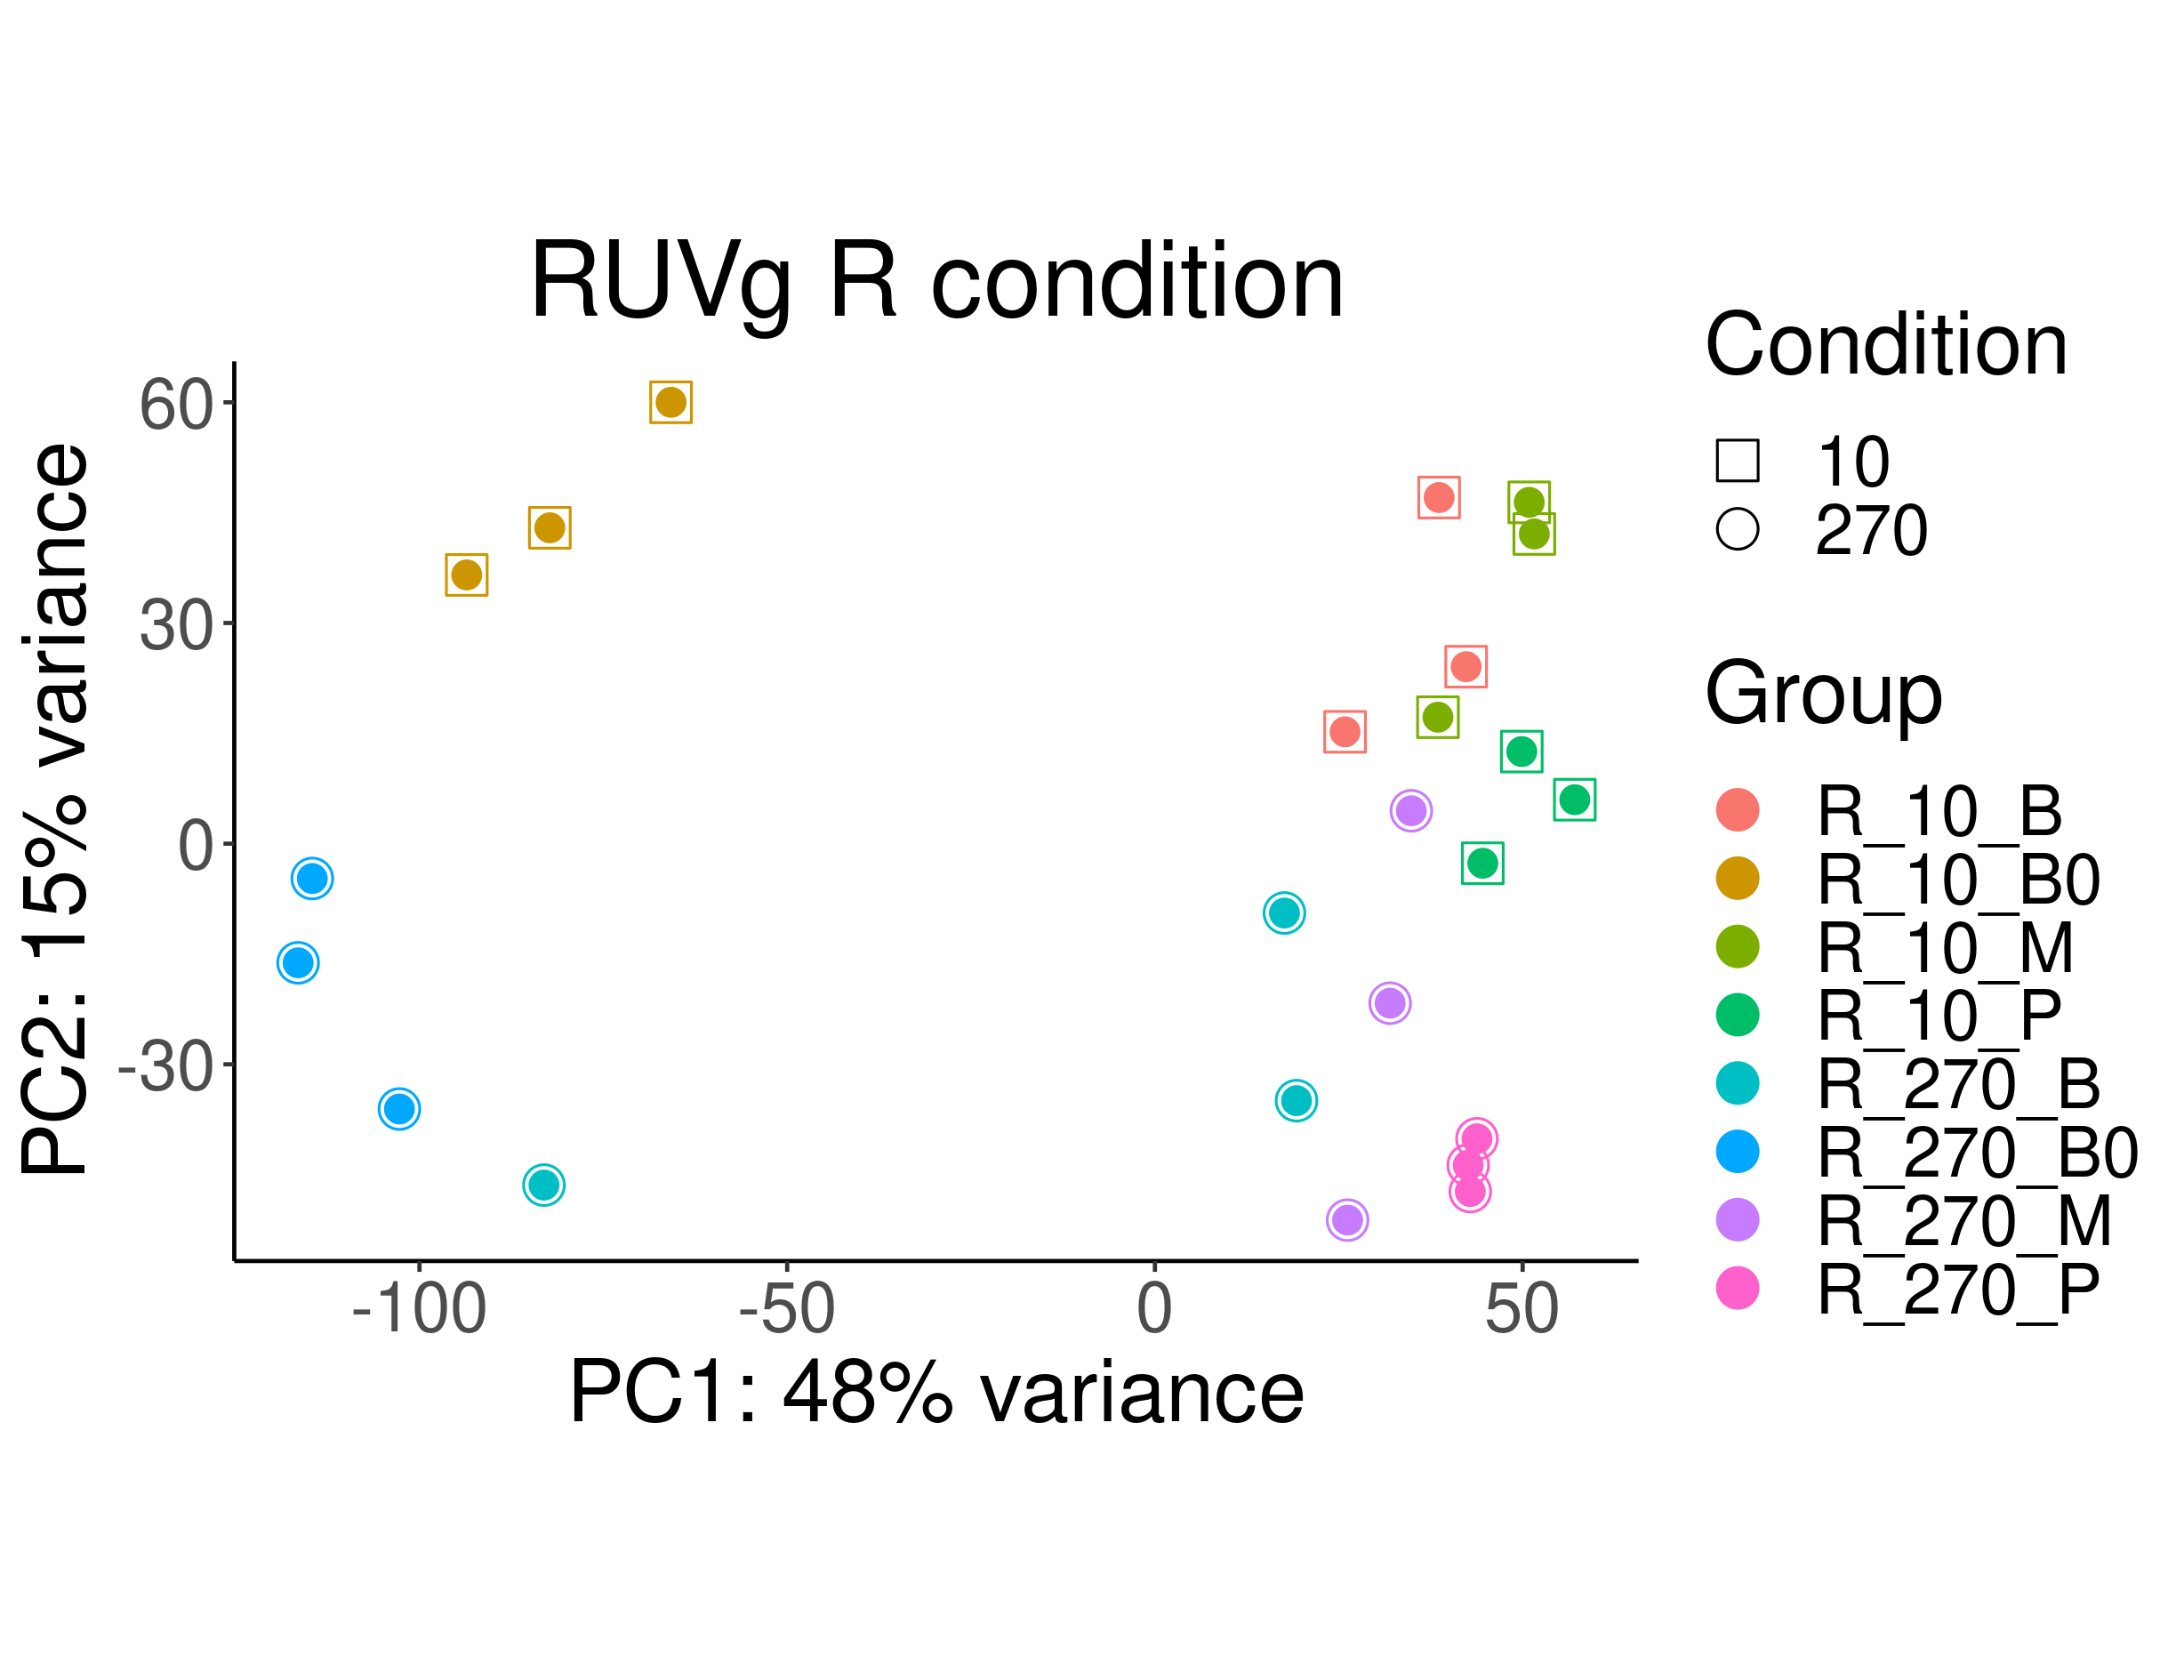 RUVg R condition
PC2: 15% variance
60
30
0
-30
-100
-50
0
50
PC1: 48% variance
Condition
10
270
Group
R_10_B
R_10_B0
R_10_M
R_10_P
R_270_B
R_270_B0
R_270_M
R_270_P